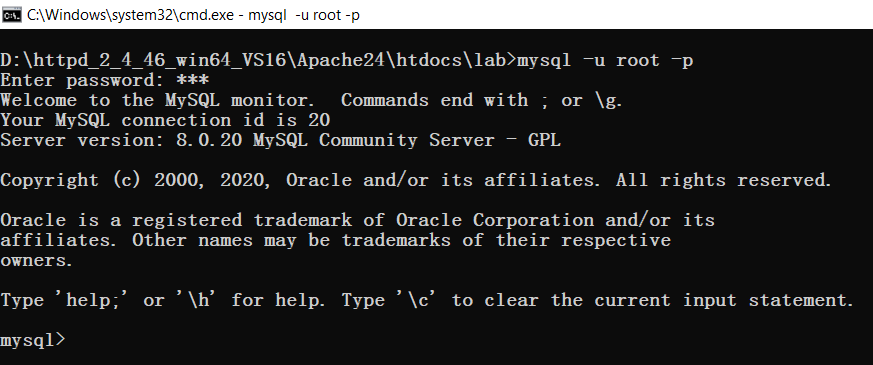 C:\Windows\system32\cmd.exe - mysql  -u root -p
D:\httpd_2_4_46_win64_VS16\Apache24\htdocs\lab>mysql -u root -p
Enter password: ***
Welcome to the MySQL monitor.  Commands end with ; or \g.
Your MySQL connection id is 20
Server version: 8.0.20 MySQL Community Server - GPL
Copyright (c) 2000, 2020, Oracle and/or its affiliates. All rights reserved.
Oracle is a registered trademark of Oracle Corporation and/or its
affiliates. Other names may be trademarks of their respective
owners.
Type 'help;' or '\h' for help. Type '\c' to clear the current input statement.
mysql>